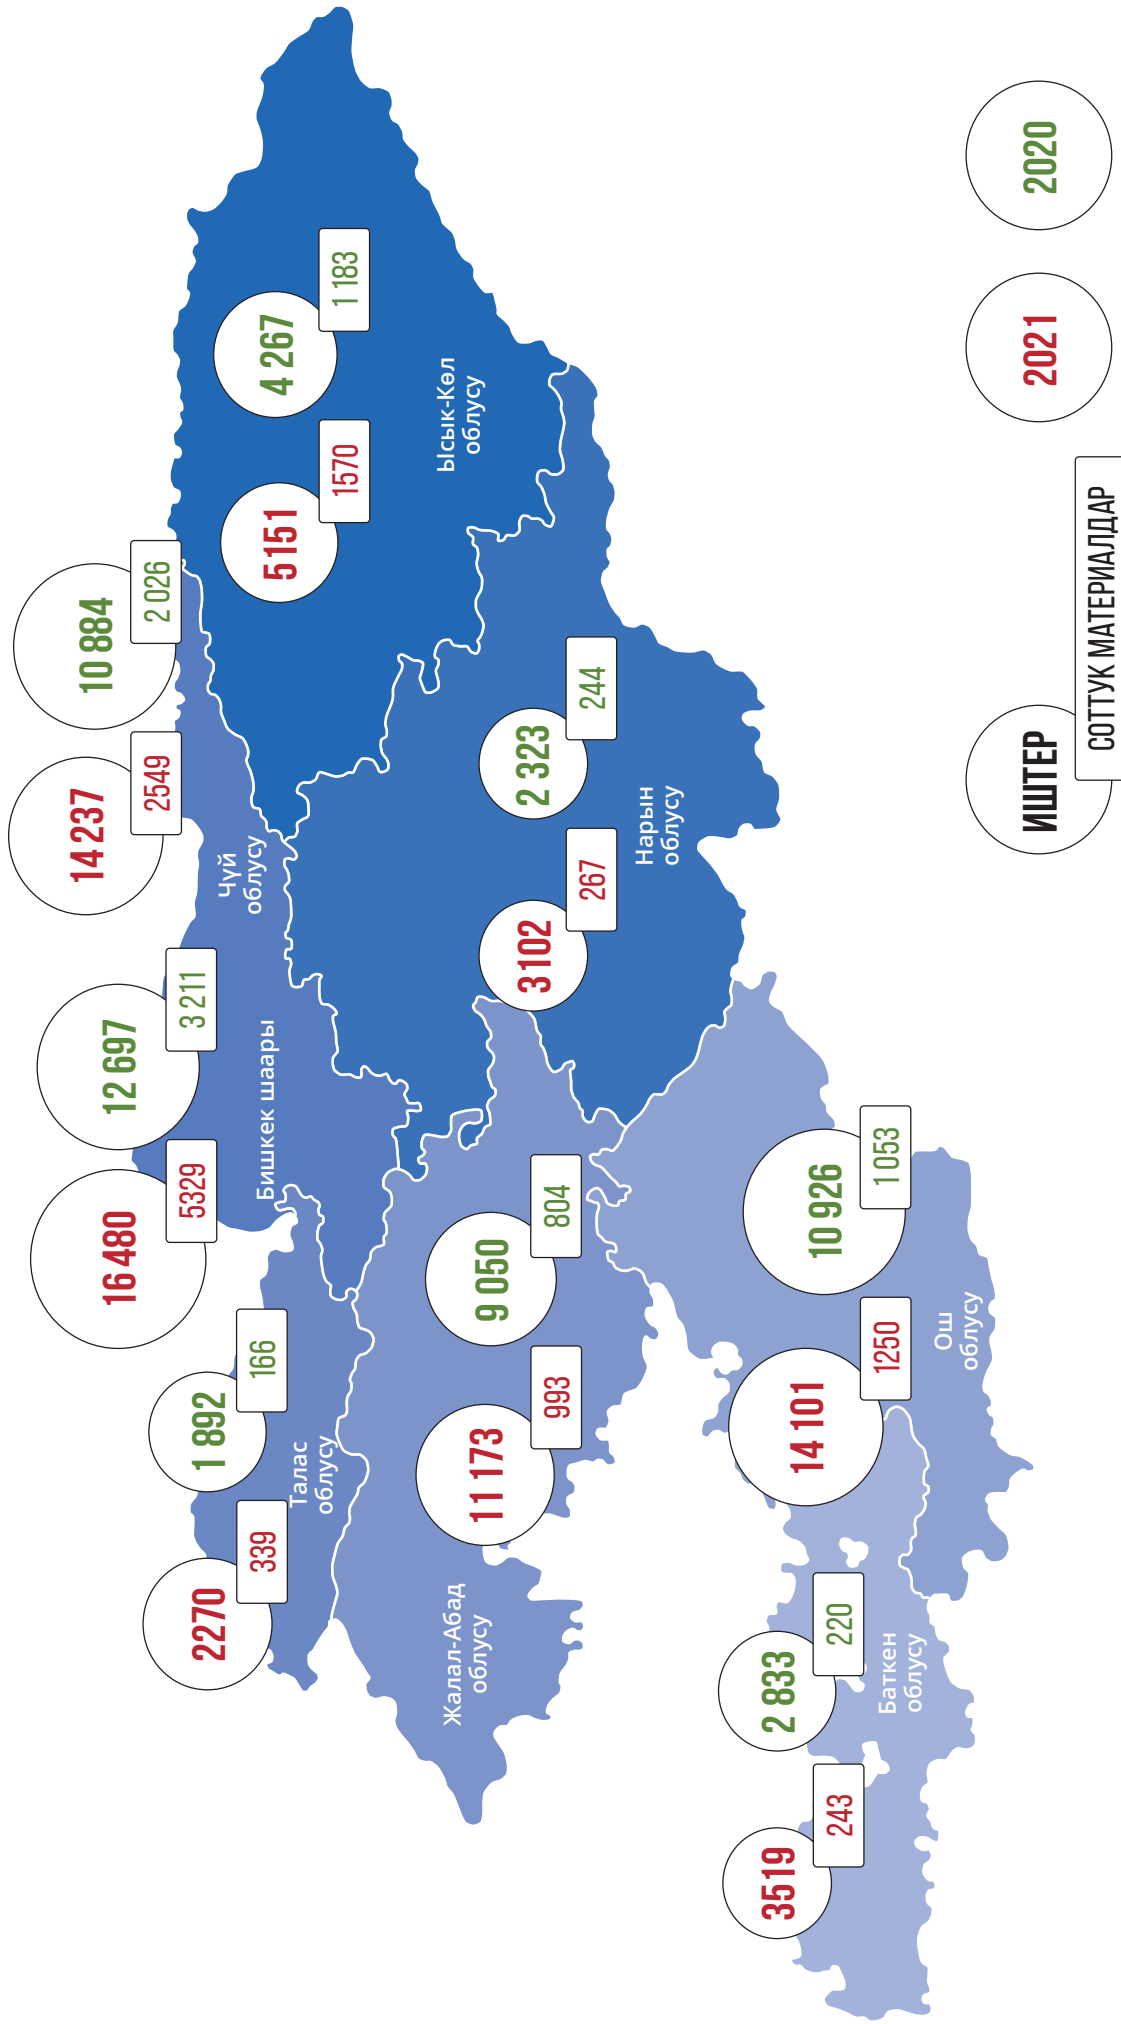 16 480
5329
12 697
3 211
14 237
2549
10 884
2 026
2270
339
1 892
166
Чүй
облусу
Бишкек шаары
Талас
облусу
5151
1570
4 267
1 183
Ысык-Көл
облусу
11 173
993
9 050
804
Жалал-Абад
облусу
3102
267
2 323
244
Нарын
облусу
3519
243
2 833
220
Баткен
облусу
14 101
1250
10 926
1 053
Ош
облусу
ИШТЕР
СОТТУК МАТЕРИАЛДАР
2021
2020